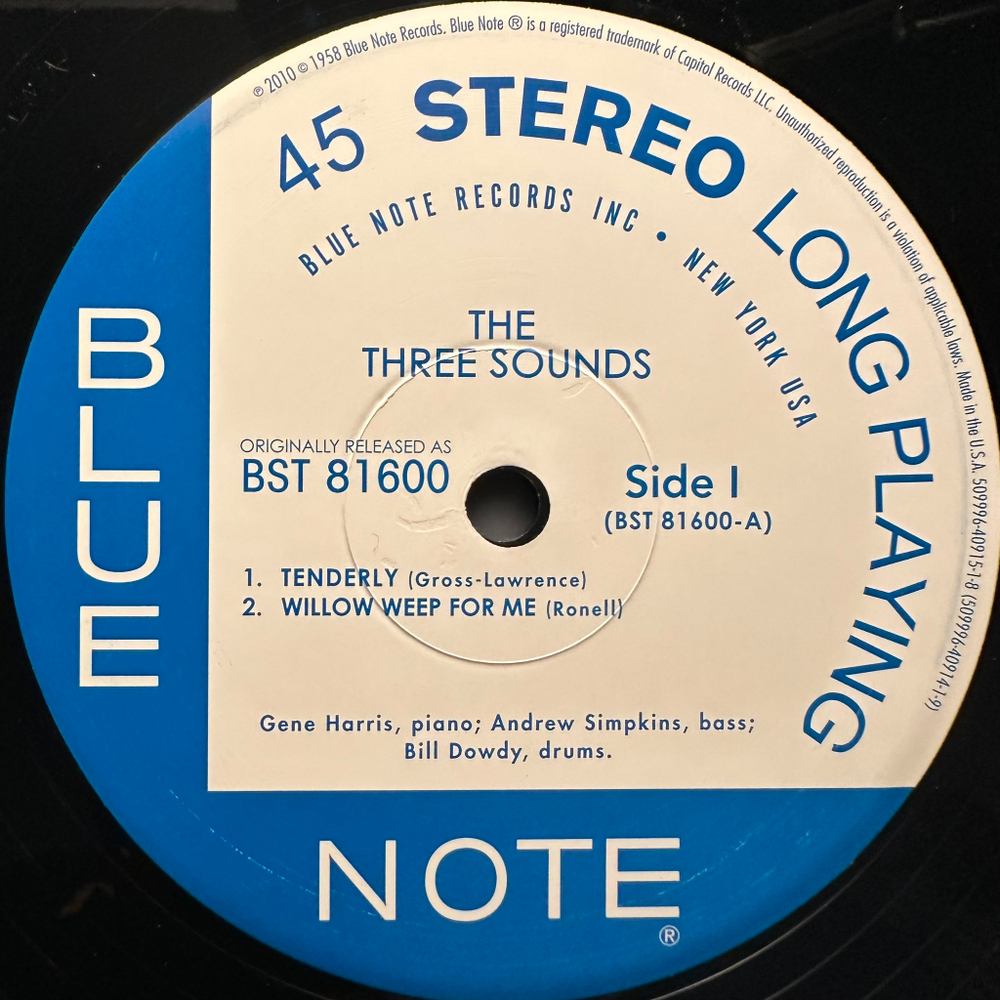 ℗ 2010 © 1958 Blue Note Records. Blue Note ® is a registered trademark of Capitol Records LLC, Unauthorized reproduction is a violation of applicable laws. Made in the U.S.A. 509996-40915-1-8 (509996-40914-1-9)
45 STEREO LONG PLAYING
BLUE NOTE RECORDS INC • NEW YORK USA
THE
THREE SOUNDS
ORIGINALLY RELEASED AS
BST 81600
Side I
(BST 81600-A)
1. TENDERLY (Gross-Lawrence)
2. WILLOW WEEP FOR ME (Ronell)
Gene Harris, piano; Andrew Simpkins, bass;
Bill Dowdy, drums.
BLUE
NOTE®